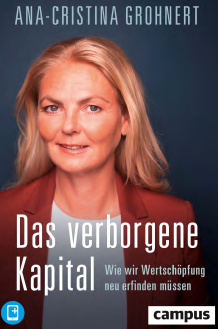 ANA-CRISTINA GROHNERT
Das verborgene
Kapital
Wie wir Wertschöpfung
neu erfinden müssen
campus